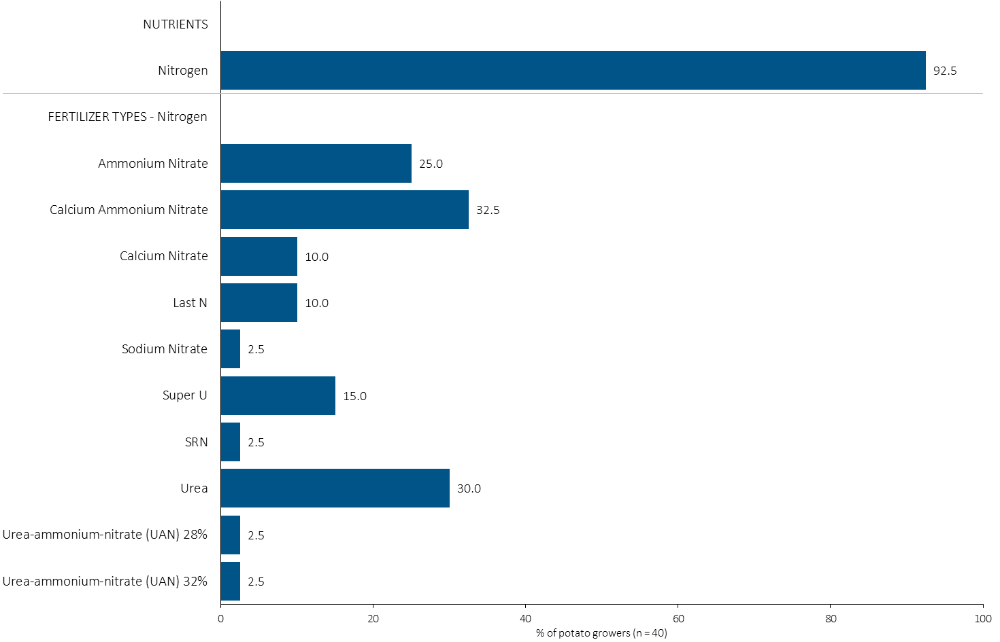 NUTRIENTS
Nitrogen 92.5
FERTILIZER TYPES - Nitrogen
Ammonium Nitrate 25.0
Calcium Ammonium Nitrate 32.5
Calcium Nitrate 10.0
Last N 10.0
Sodium Nitrate 2.5
Super U 15.0
SRN 2.5
Urea 30.0
Urea-ammonium-nitrate (UAN) 28% 2.5
Urea-ammonium-nitrate (UAN) 32% 2.5
0 20 40 60 80 100
% of potato growers (n = 40)